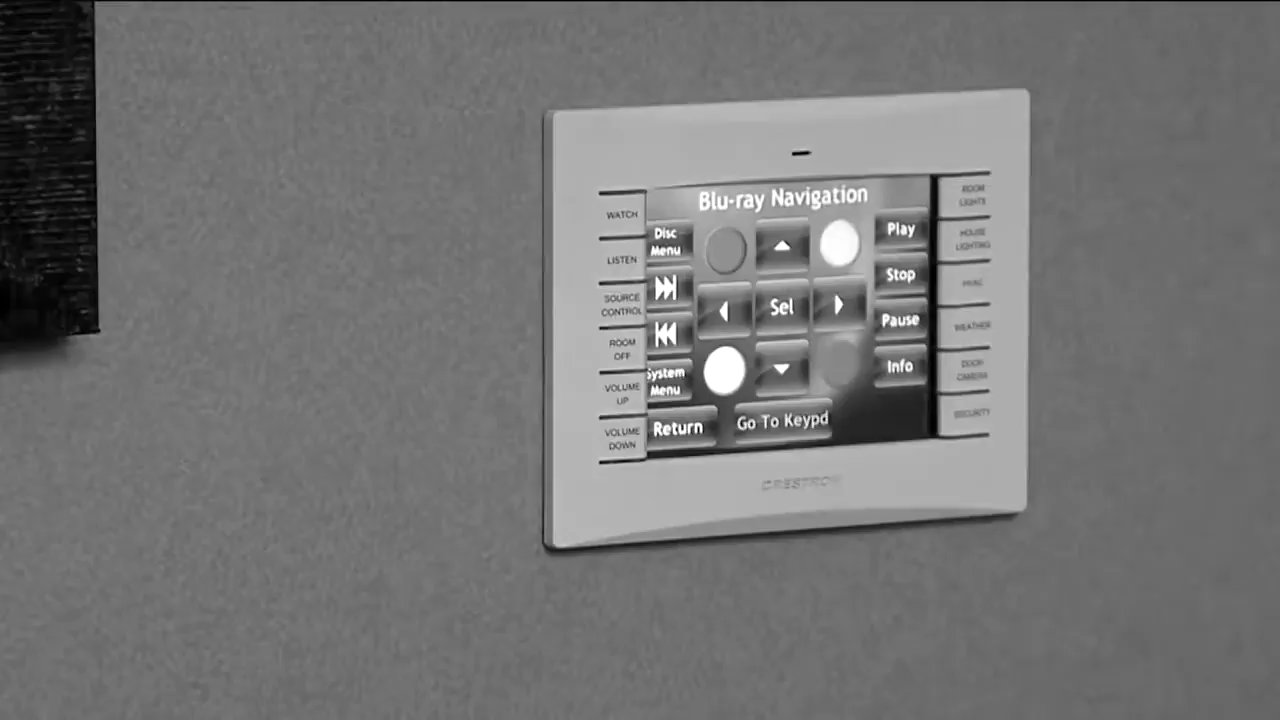 Blu-ray Navigation
WATCH
LISTEN
SOURCE
CONTROL
ROOM
OFF
VOLUME
UP
VOLUME
DOWN
Disc
Menu
System
Menu
Return
Sel
Go To Keypd
Play
Stop
Pause
Info
ROOM
LIGHTS
HOUSE
LIGHTING
HVAC
WEATHER
DOOR
CAMERA
SECURITY
CRESTRON